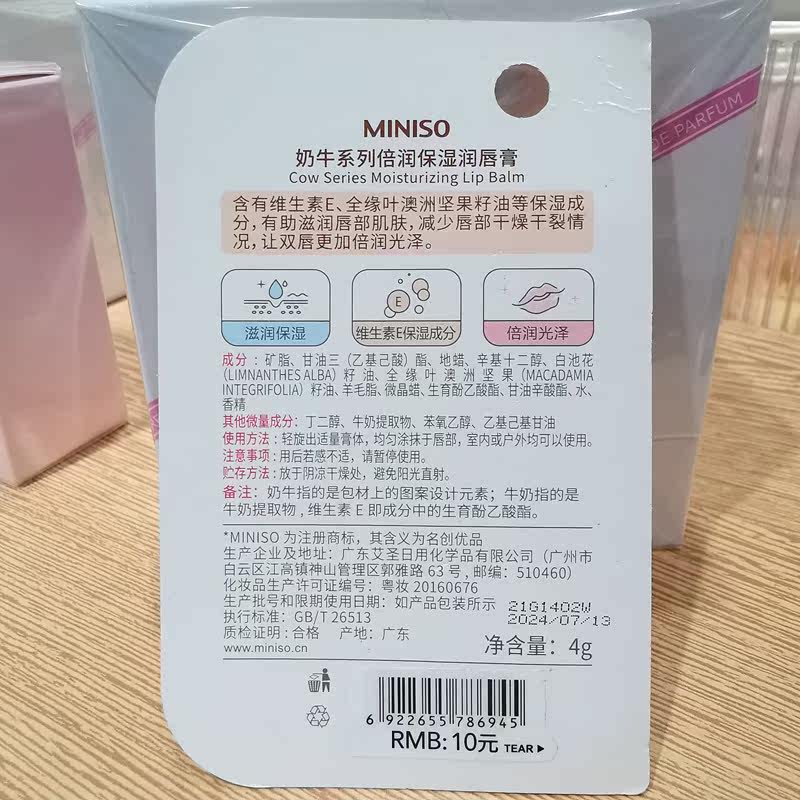 DE PARFUM
MINISO
奶牛系列倍润保湿润唇膏
Cow Series Moisturizing Lip Balm
含有维生素E、全缘叶澳洲坚果籽油等保湿成
分,有助滋润唇部肌肤,减少唇部干燥干裂情
况,让双唇更加倍润光泽。
E
滋润保湿 维生素E保湿成分 倍润光泽
成分：矿脂、甘油三（乙基己酸）酯、地蜡、辛基十二醇、白池花
(LIMNANTHES ALBA) 籽油、全缘叶澳洲坚果(MACADAMIA
INTEGRIFOLIA) 籽油、羊毛脂、微晶蜡、生育酚乙酸酯、甘油辛酸酯、水、
香精
其他微量成分：丁二醇、牛奶提取物、苯氧乙醇、乙基己基甘油
使用方法：轻旋出适量膏体，均匀涂抹于唇部，室内或户外均可以使用。
注意事项：用后若感不适，请暂停使用。
贮存方法：放于阴凉干燥处，避免阳光直射。
备注：奶牛指的是包材上的图案设计元素；牛奶指的是
牛奶提取物，维生素 E 即成分中的生育酚乙酸酯。
*MINISO 为注册商标，其含义为名创优品
生产企业及地址：广东艾圣日用化学品有限公司（广州市
白云区江高镇神山管理区郭雅路 63 号，邮编：510460）
化妆品生产许可证编号：粤妆 20160676
生产批号和限期使用日期：如产品包装所示
21G1402W
2024/07/13
执行标准：GB/T 26513
质检证明：合格 产地：广东
www.miniso.cn
净含量：4g
6 922655 786945
RMB: 10元 TEAR▶